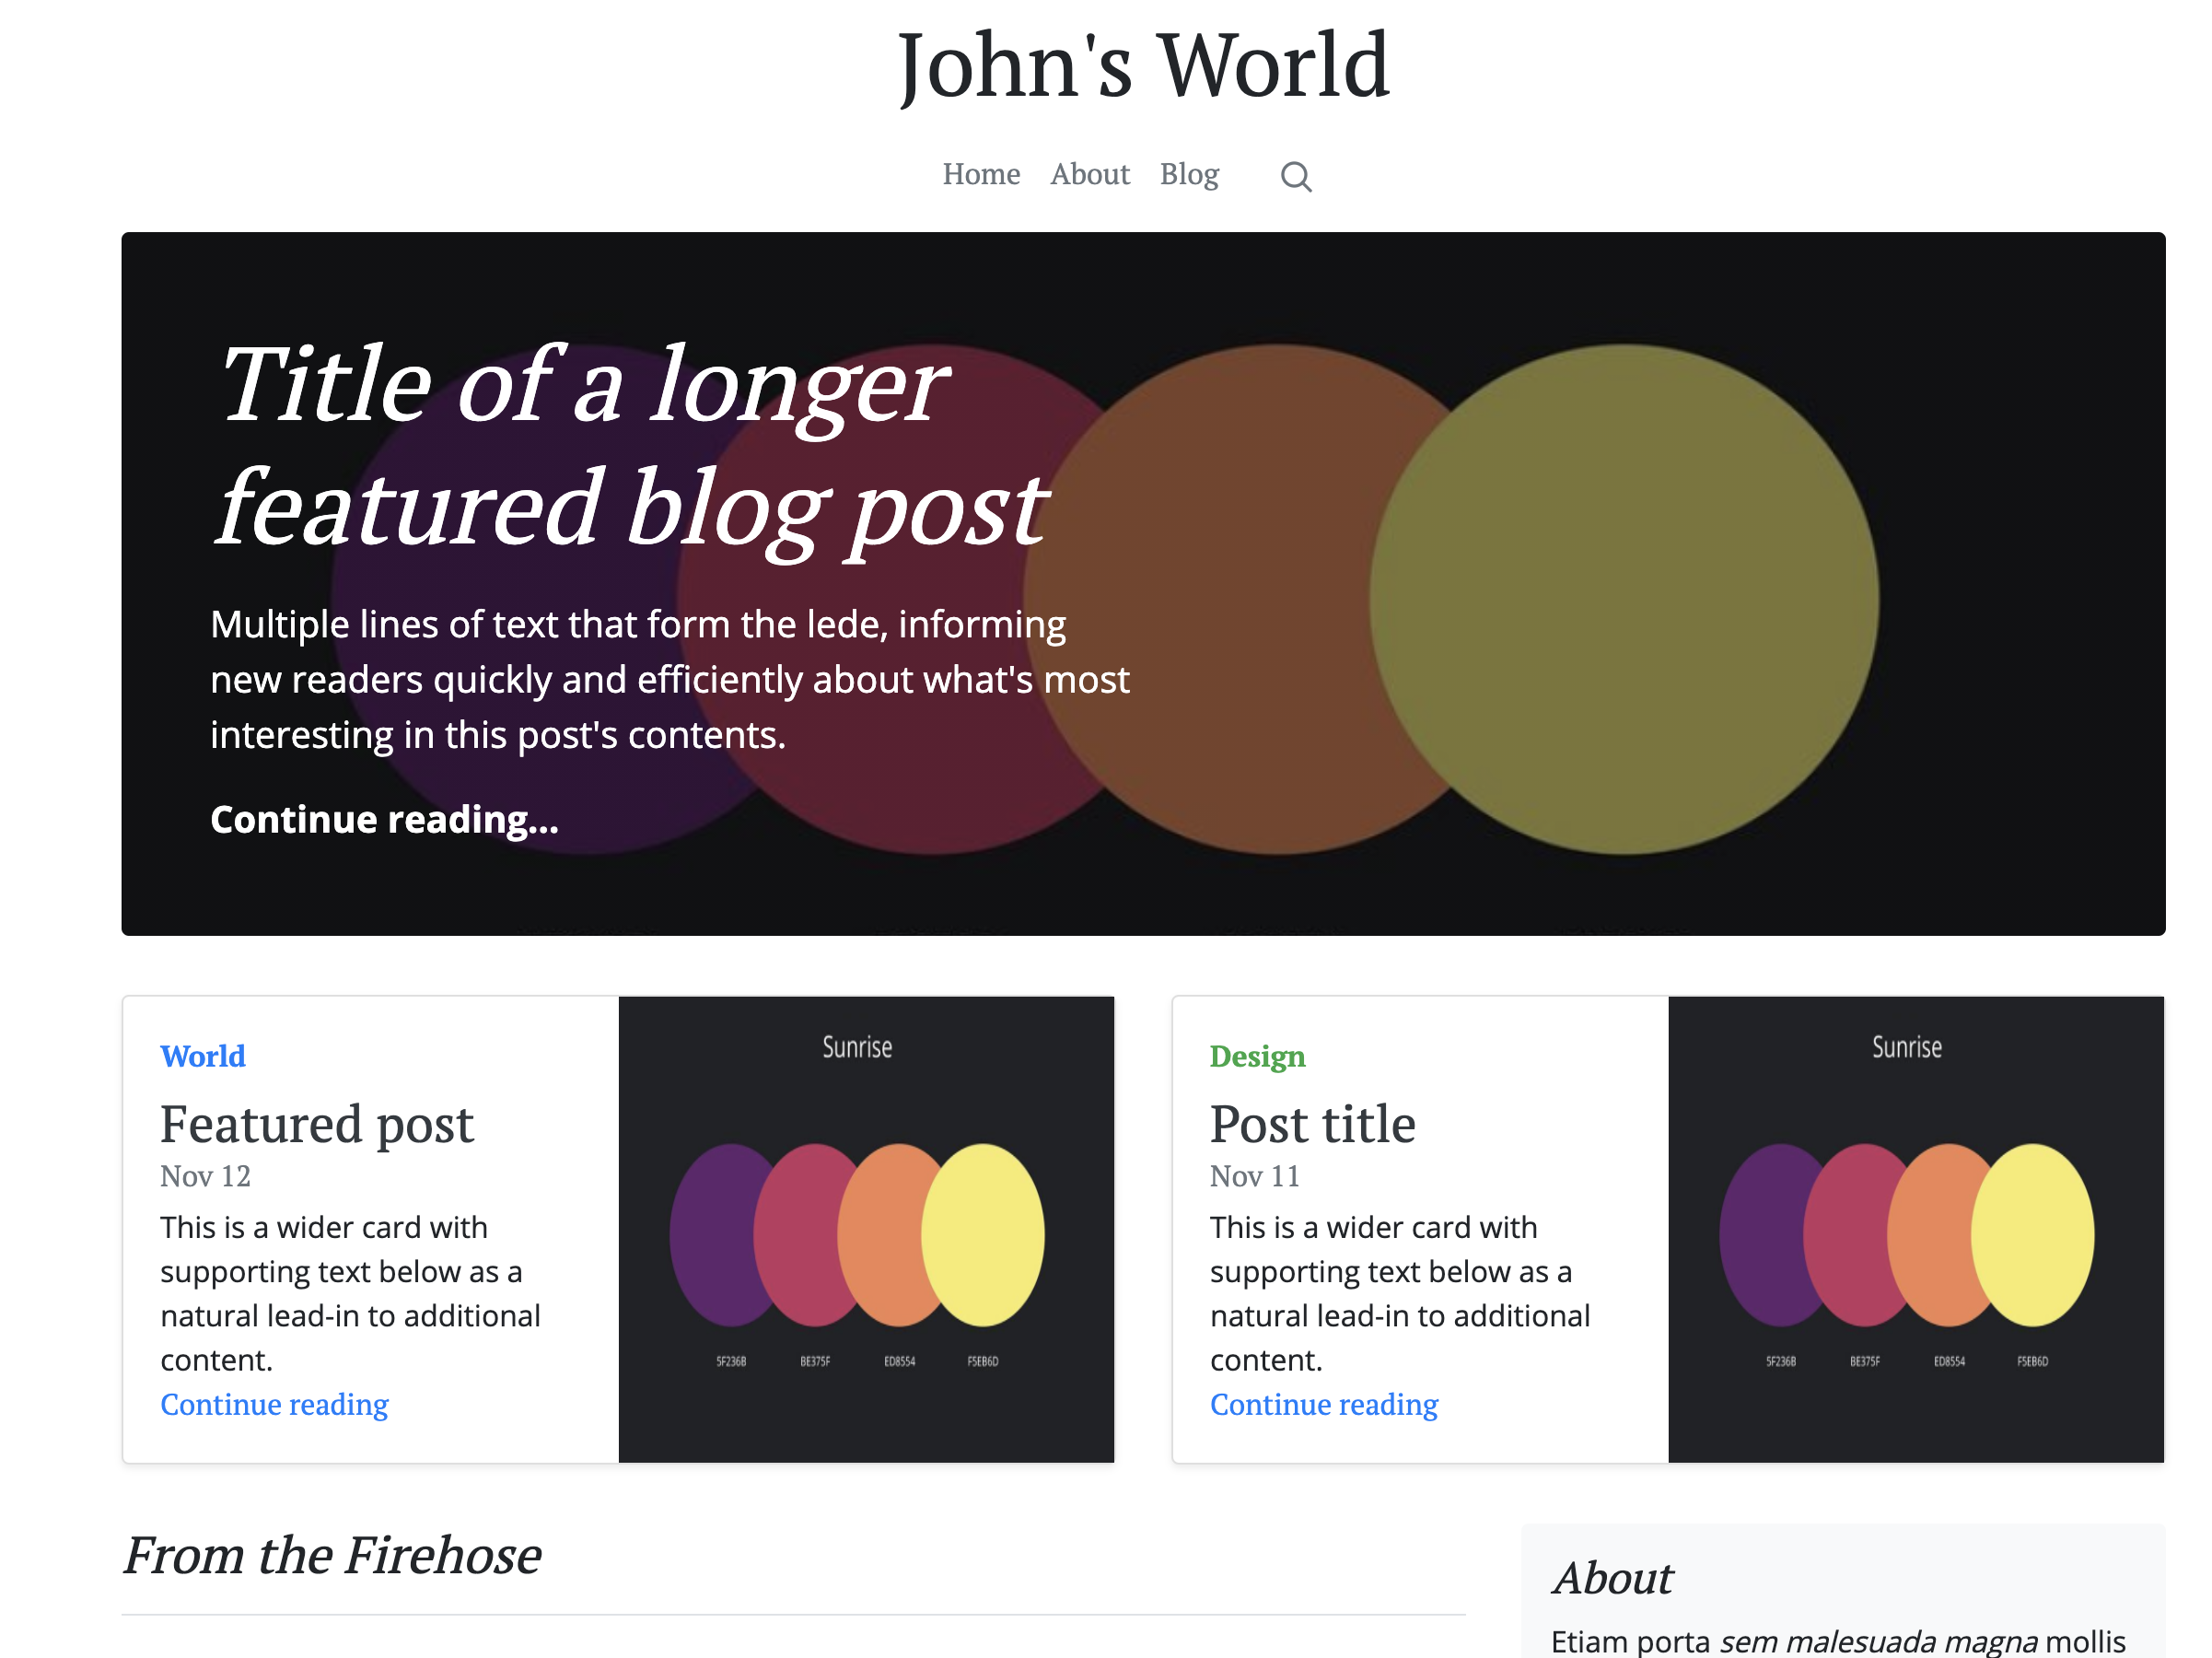 John's World
Home About Blog
Title of a longer
featured blog post
Multiple lines of text that form the lede, informing
new readers quickly and efficiently about what's most
interesting in this post's contents.
Continue reading...
World
Featured post
Nov 12
This is a wider card with
supporting text below as a
natural lead-in to additional
content.
Continue reading
Sunrise
5F236B BE375F ED8554 F5EB6D
Design
Post title
Nov 11
This is a wider card with
supporting text below as a
natural lead-in to additional
content.
Continue reading
Sunrise
5F236B BE375F ED8554 F5EB6D
From the Firehose
About
Etiam porta sem malesuada magna mollis